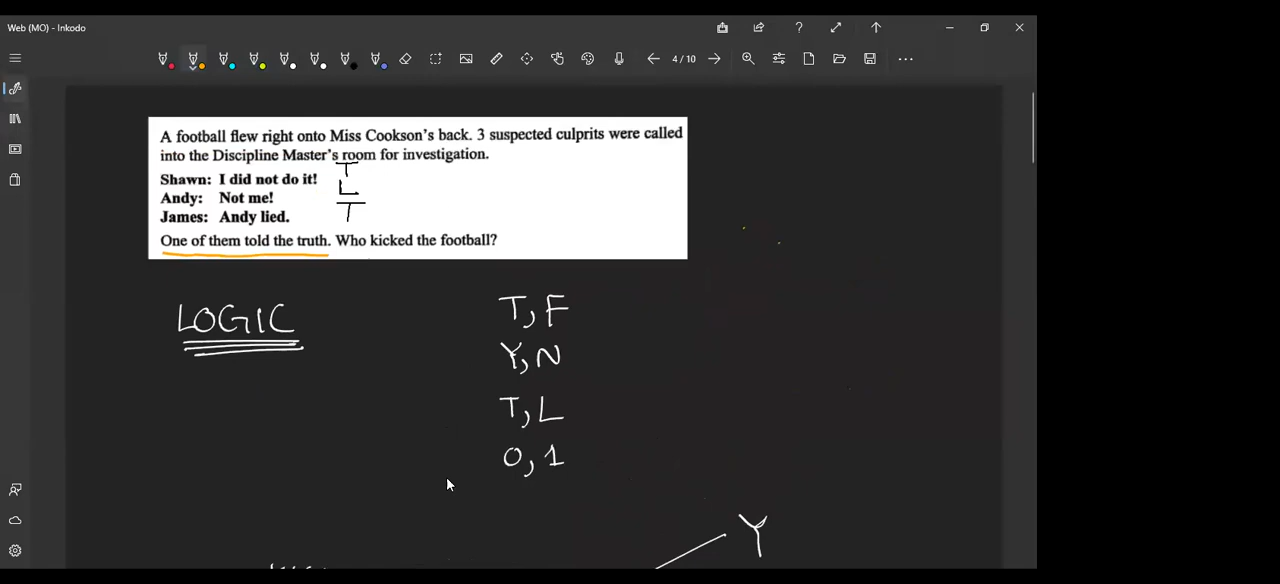 Web (MO) - Inkodo
4/10
A football flew right onto Miss Cookson's back. 3 suspected culprits were called
into the Discipline Master's room for investigation.
Shawn: I did not do it! T
Andy: Not me! L
James: Andy lied. T
One of them told the truth. Who kicked the football?
LOGIC
T, F
Y, N
T, L
0, 1
Y